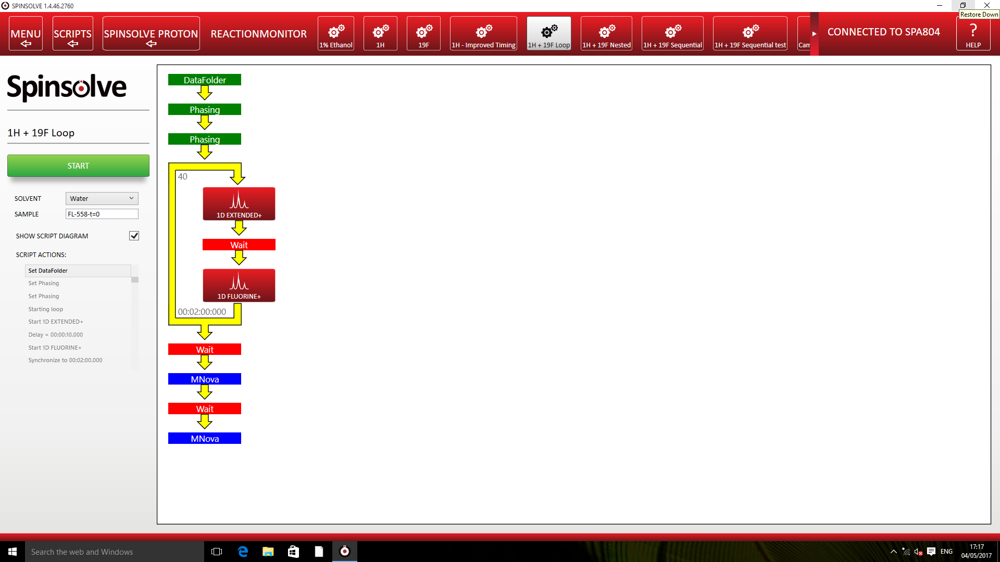 SPINSOLVE 1.4.46.2760
Restore Down
MENU
SCRIPTS
SPINSOLVE PROTON
REACTIONMONITOR
1% Ethanol
1H
19F
1H - Improved Timing
1H + 19F Loop
1H + 19F Nested
1H + 19F Sequential
1H + 19F Sequential test
Cam
CONNECTED TO SPA804
?
HELP
Spinsolve
1H + 19F Loop
START
SOLVENT
Water
SAMPLE
FL-558-t=0
SHOW SCRIPT DIAGRAM
SCRIPT ACTIONS:
Set DataFolder
Set Phasing
Set Phasing
Starting loop
Start 1D EXTENDED+
Delay = 00:00:10.000
Start 1D FLUORINE+
Synchronize to 00:02:00.000
DataFolder
Phasing
Phasing
40
1D EXTENDED+
Wait
1D FLUORINE+
00:02:00:000
Wait
MNova
Wait
MNova
Search the web and Windows
ENG
17:17
04/05/2017